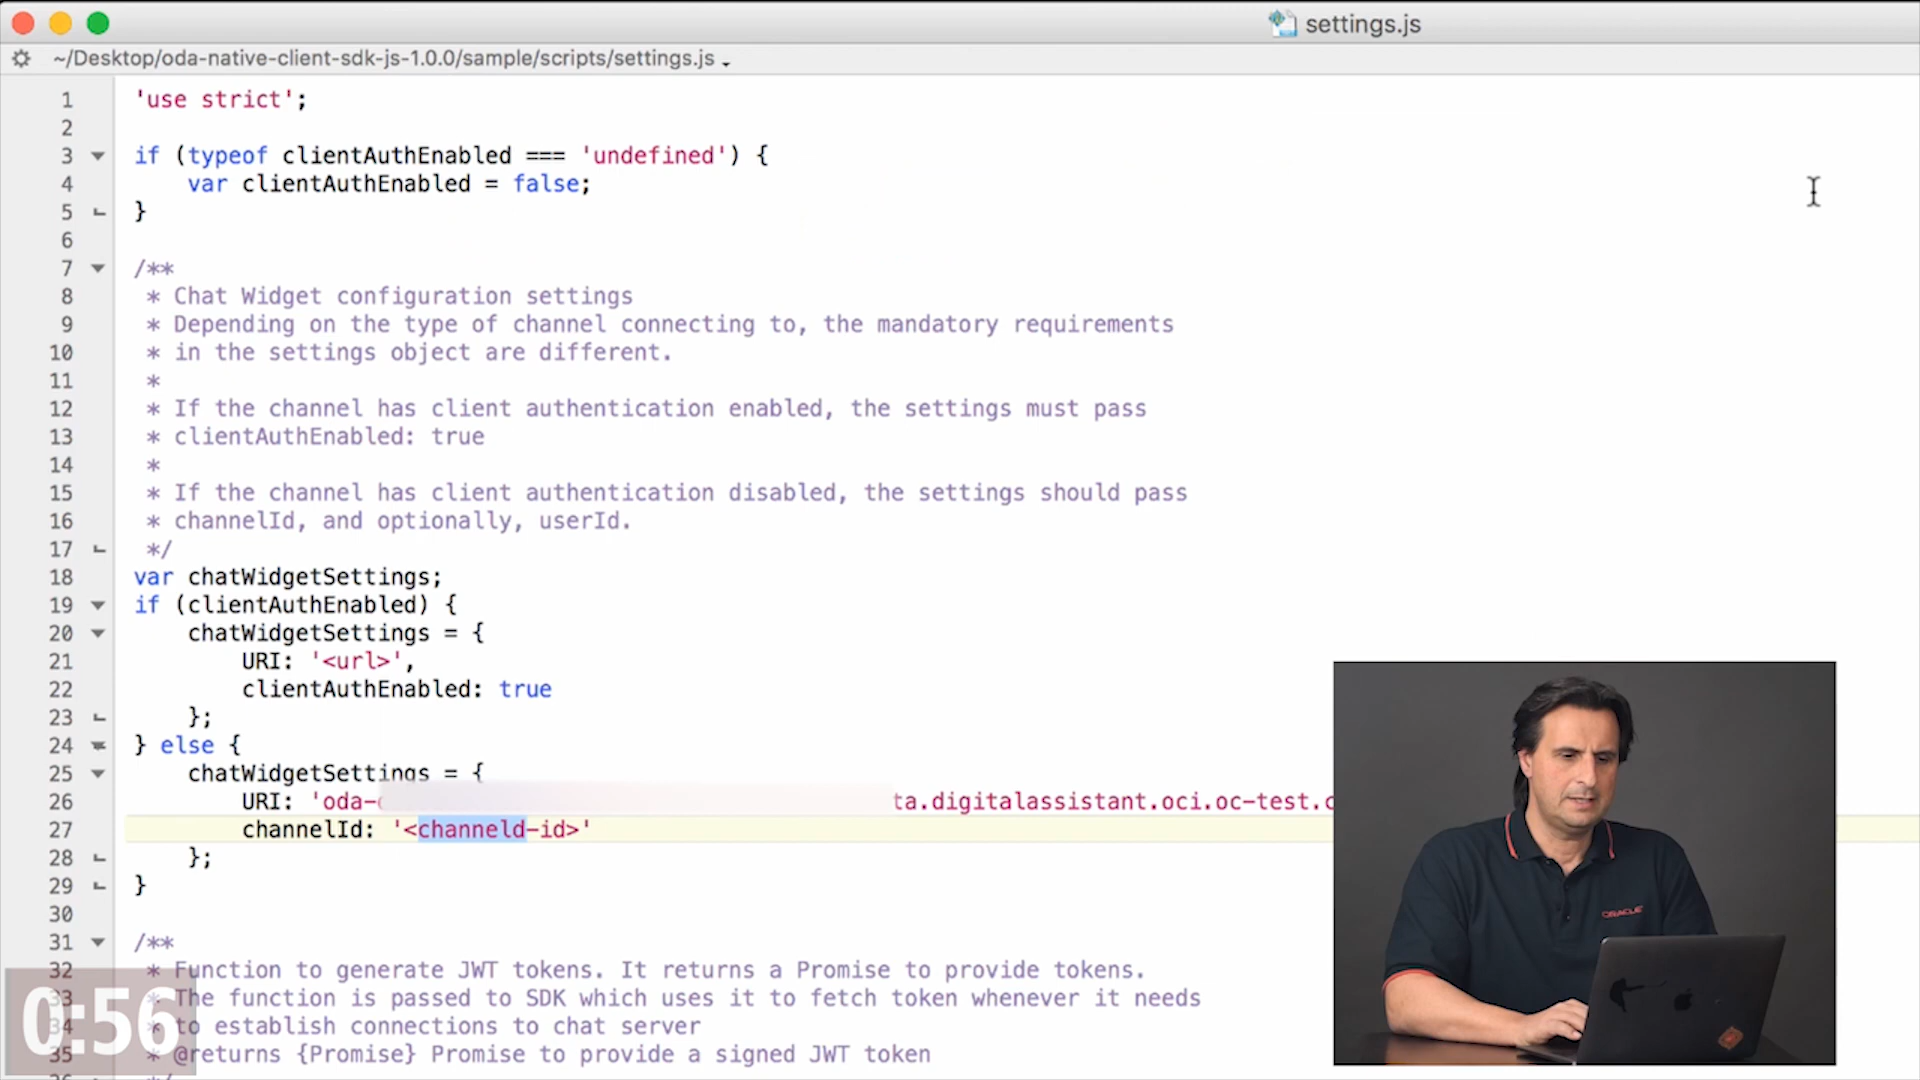 settings.js
~/Desktop/oda-native-client-sdk-js-1.0.0/sample/scripts/settings.js
1 'use strict';
2
3 if (typeof clientAuthEnabled === 'undefined') {
4 var clientAuthEnabled = false;
5 }
6
7 /**
8 * Chat Widget configuration settings
9 * Depending on the type of channel connecting to, the mandatory requirements
10 * in the settings object are different.
11 *
12 * If the channel has client authentication enabled, the settings must pass
13 * clientAuthEnabled: true
14 *
15 * If the channel has client authentication disabled, the settings should pass
16 * channelId, and optionally, userId.
17 */
18 var chatWidgetSettings;
19 if (clientAuthEnabled) {
20 chatWidgetSettings = {
21 URI: '<url>',
22 clientAuthEnabled: true
23 };
24 } else {
25 chatWidgetSettings = {
26 URI: 'oda- ta.digitalassistant.oci.oc-test.c
27 channelId: '<channeld-id>'
28 };
29 }
30
31 /**
32 * Function to generate JWT tokens. It returns a Promise to provide tokens.
33 * The function is passed to SDK which uses it to fetch token whenever it needs
34 * to establish connections to chat server
35 * @returns {Promise} Promise to provide a signed JWT token
0:56
ORACLE